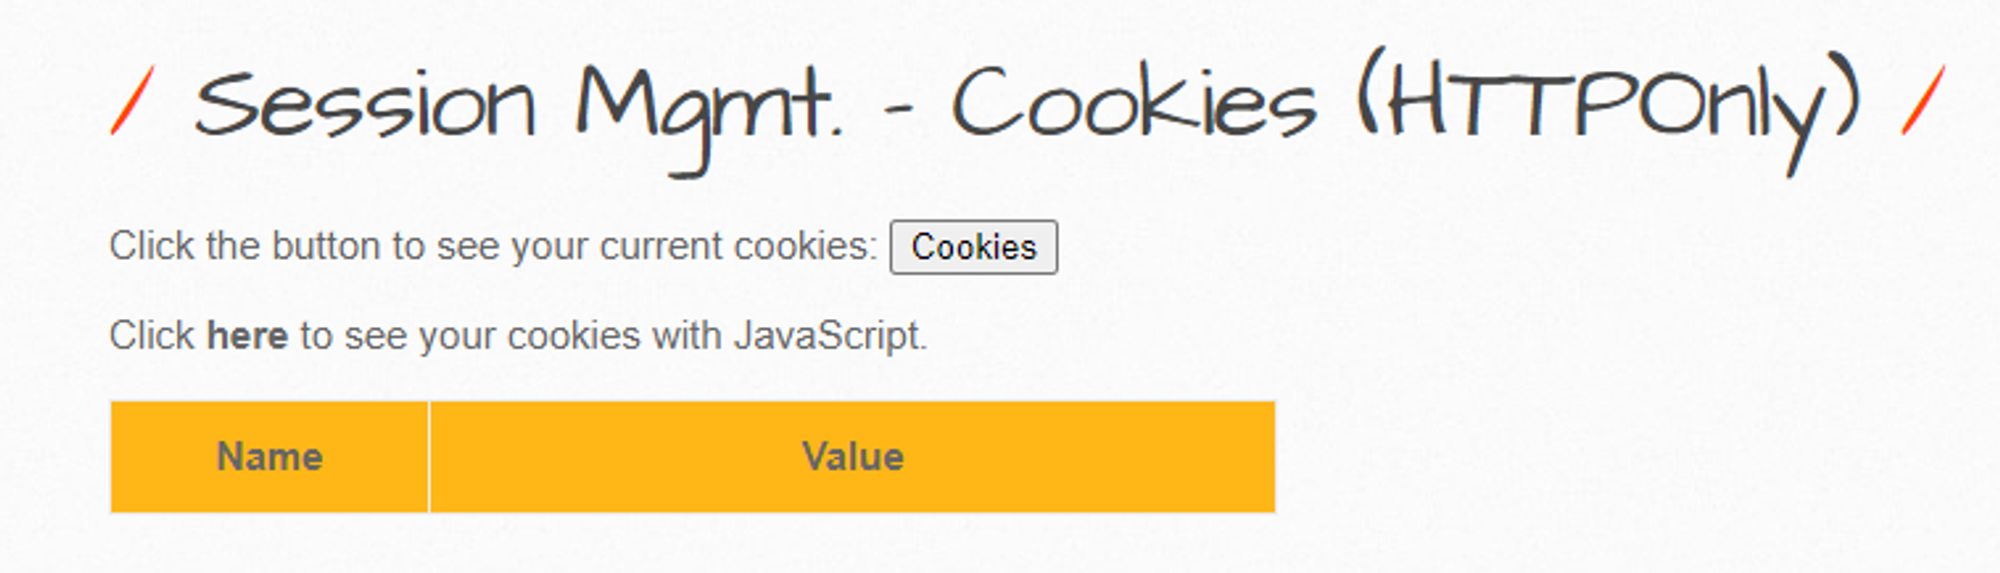 / Session Mgmt. - Cookies (HTTPOnly) /
Click the button to see your current cookies: Cookies
Click here to see your cookies with JavaScript.
Name Value